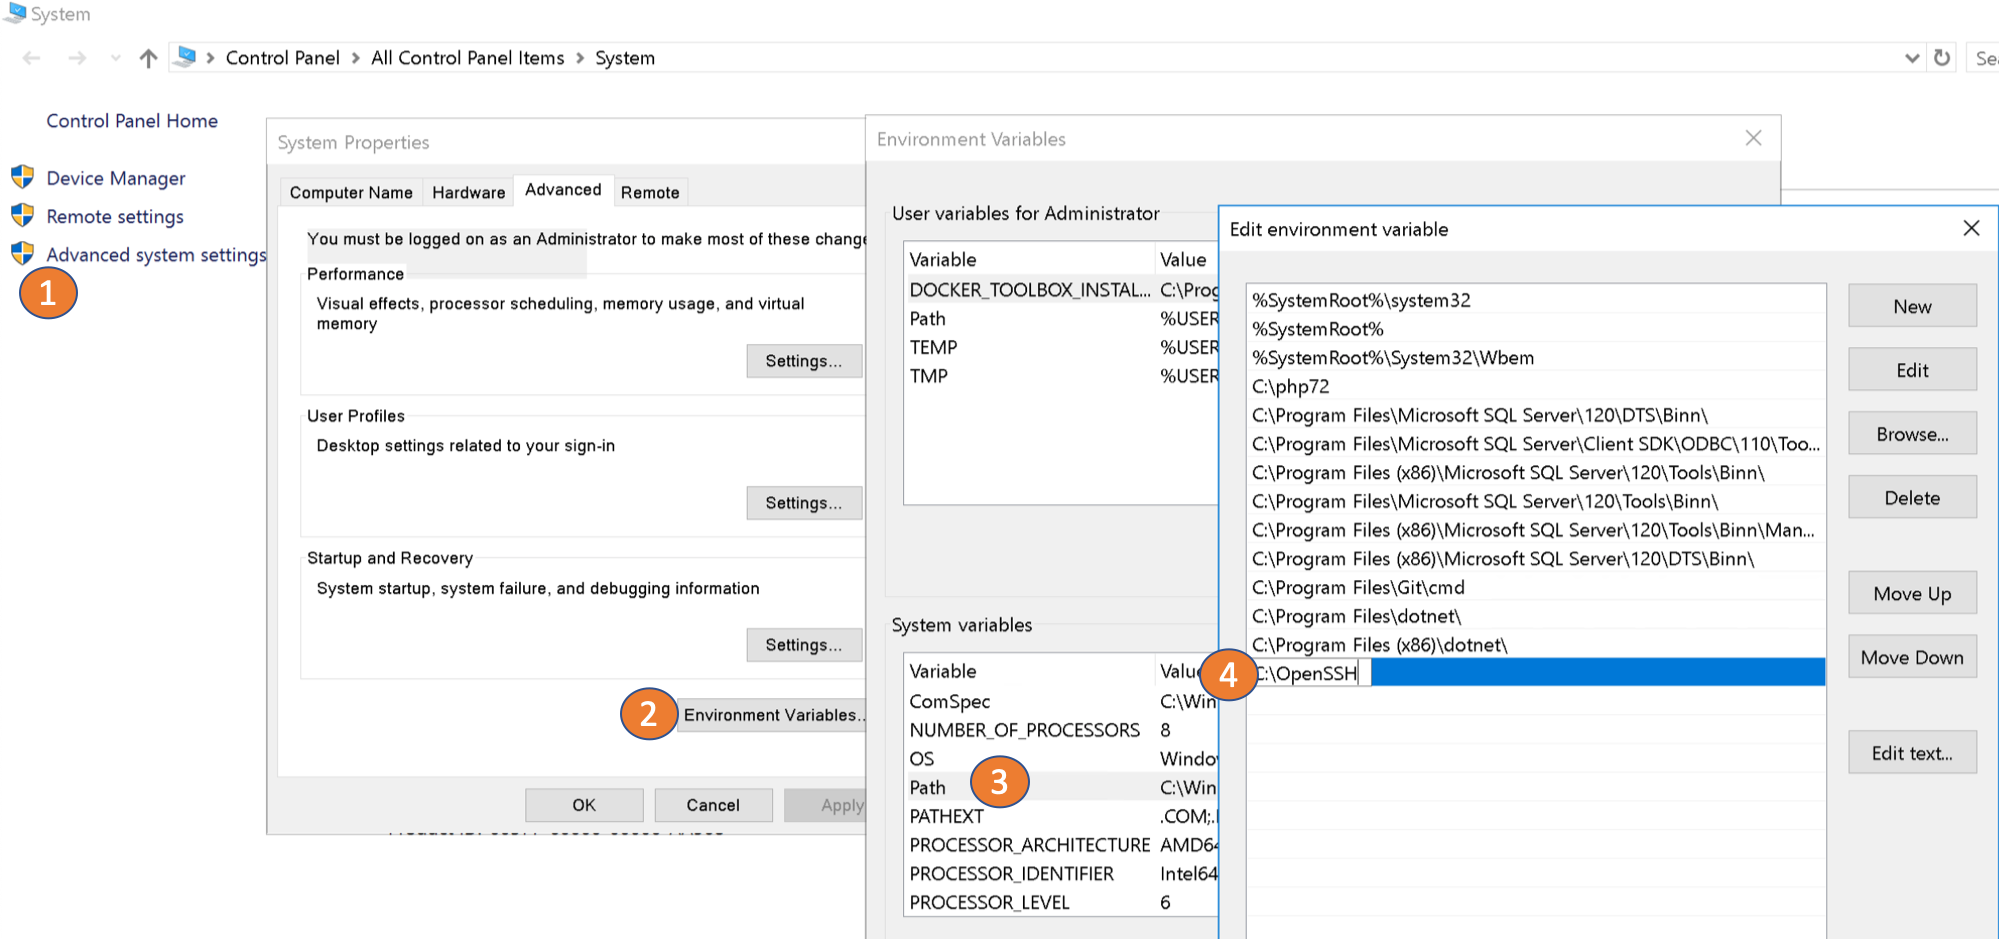 System
Control Panel > All Control Panel Items > System
Control Panel Home
Device Manager
Remote settings
Advanced system settings
1
System Properties
Computer Name
Hardware
Advanced
Remote
You must be logged on as an Administrator to make most of these change
Performance
Visual effects, processor scheduling, memory usage, and virtual
memory
Settings...
User Profiles
Desktop settings related to your sign-in
Settings...
Startup and Recovery
System startup, system failure, and debugging information
Settings...
2
Environment Variables..
OK
Cancel
Apply
Environment Variables
User variables for Administrator
Variable Value
DOCKER_TOOLBOX_INSTAL... C:\Prog
Path %USER
TEMP %USER
TMP %USER
System variables
Variable Value
ComSpec C:\Win
NUMBER_OF_PROCESSORS 8
OS Window
Path C:\Win
3
PATHEXT .COM;.
PROCESSOR_ARCHITECTURE AMD64
PROCESSOR_IDENTIFIER Intel64
PROCESSOR_LEVEL 6
Edit environment variable
%SystemRoot%\system32
%SystemRoot%
%SystemRoot%\System32\Wbem
C:\php72
C:\Program Files\Microsoft SQL Server\120\DTS\Binn\
C:\Program Files\Microsoft SQL Server\Client SDK\ODBC\110\Too...
C:\Program Files (x86)\Microsoft SQL Server\120\Tools\Binn\
C:\Program Files\Microsoft SQL Server\120\Tools\Binn\
C:\Program Files (x86)\Microsoft SQL Server\120\Tools\Binn\Man...
C:\Program Files (x86)\Microsoft SQL Server\120\DTS\Binn\
C:\Program Files\Git\cmd
C:\Program Files\dotnet\
C:\Program Files (x86)\dotnet\
4
C:\OpenSSH
New
Edit
Browse...
Delete
Move Up
Move Down
Edit text...